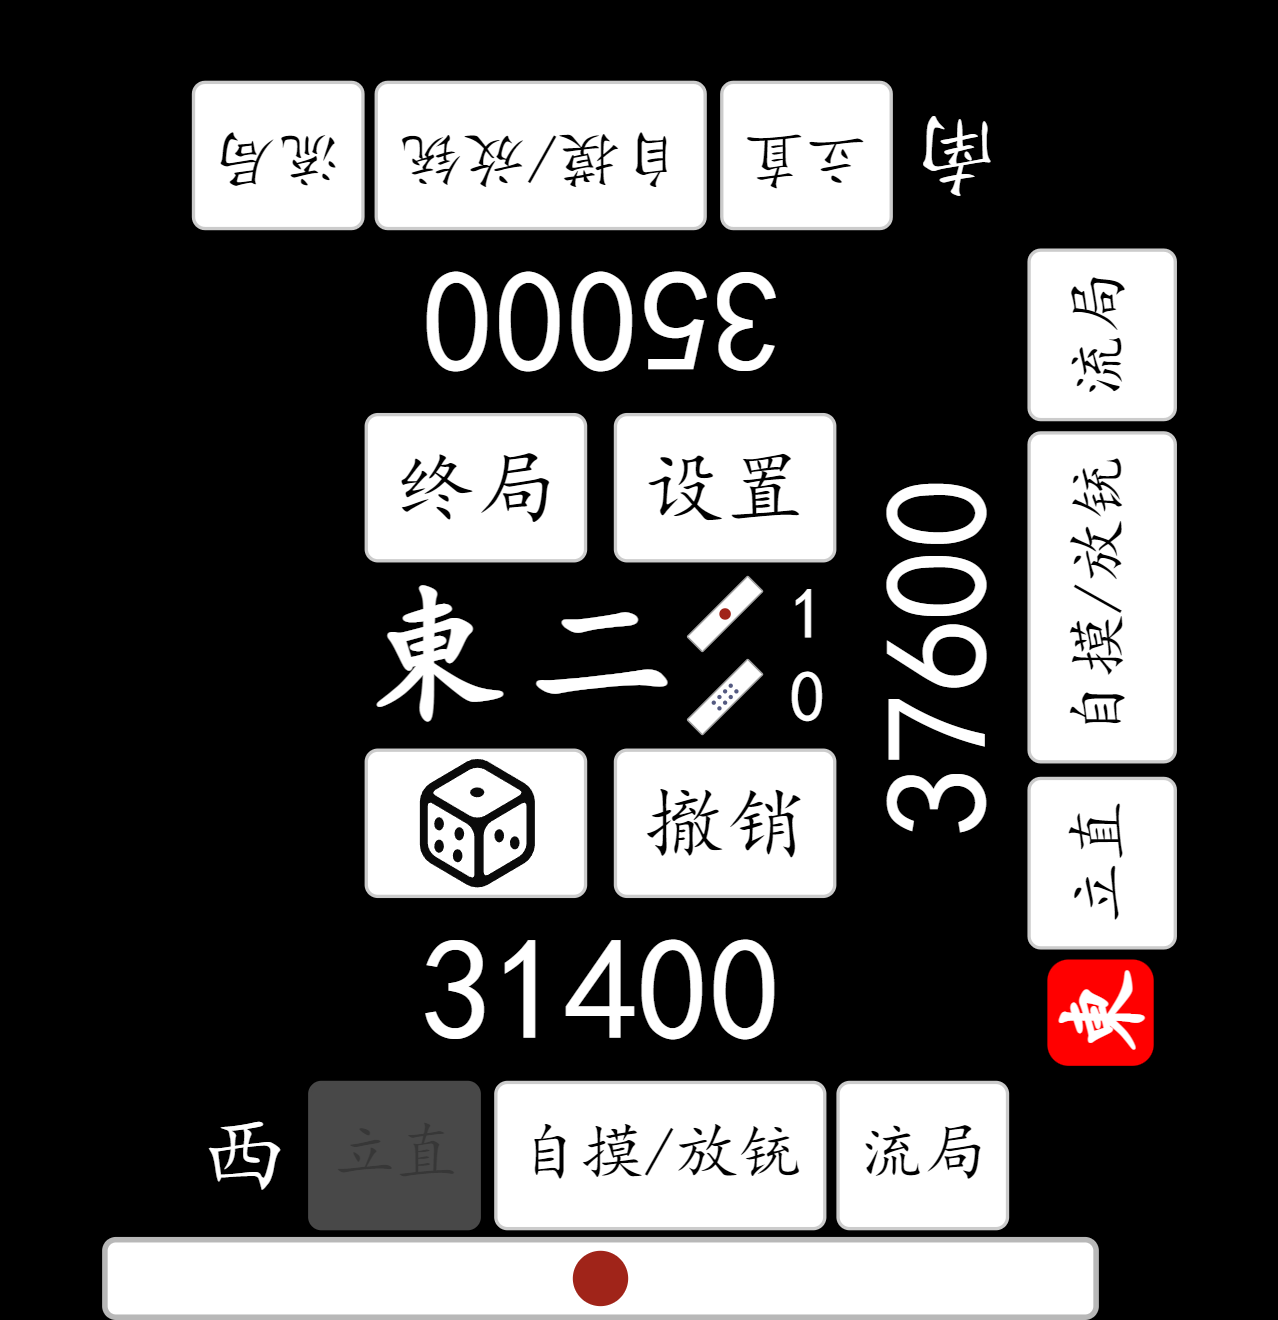 流局 自摸/放铳 立直 南
35000
终局 设置
東二 1
0
撤销
37600
立直 自摸/放铳 流局
東
31400
西 立直 自摸/放铳 流局